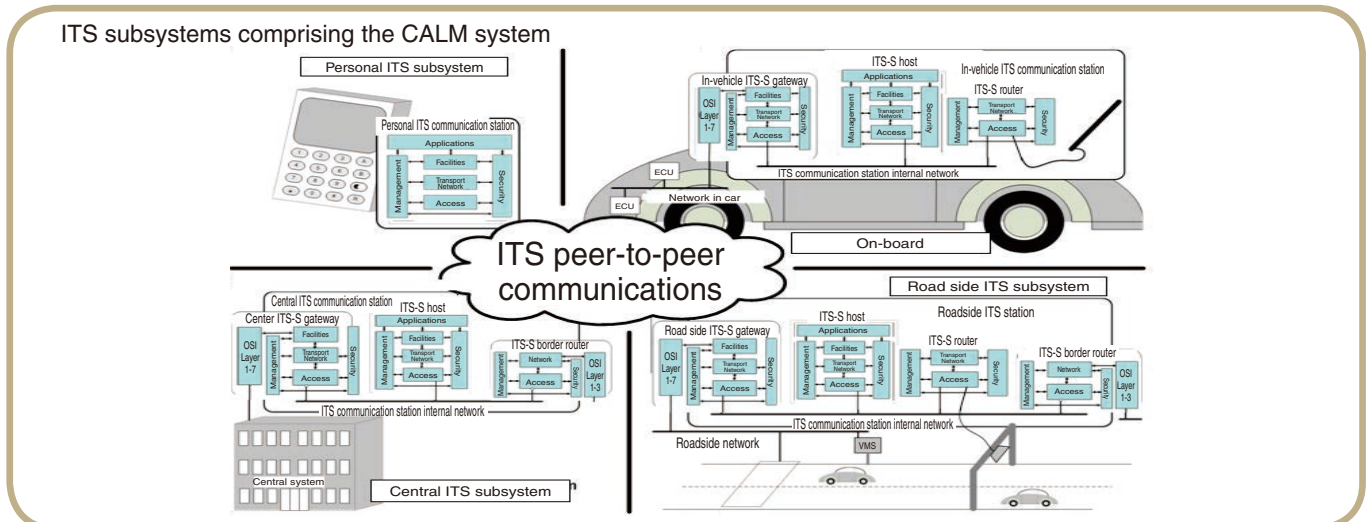 ITS subsystems comprising the CALM system
Personal ITS subsystem
Personal ITS communication station
Applications
Management
Facilities
Transport
Network
Access
Security
In-vehicle ITS-S gateway
OSI
Layer
1-7
Management
Facilities
Transport
Network
Access
Security
ITS-S host
Applications
Management
Facilities
Transport
Network
Access
Security
In-vehicle ITS communication station
ITS-S router
Management
Transport
Network
Access
Security
ITS communication station internal network
ECU
ECU
Network in car
On-board
ITS peer-to-peer
communications
Central ITS communication station
Center ITS-S gateway
OSI
Layer
1-7
Management
Facilities
Transport
Network
Access
Security
ITS-S host
Applications
Management
Facilities
Transport
Network
Access
Security
ITS-S border router
Management
Network
Access
Security
OSI
Layer
1-3
ITS communication station internal network
Central system
Central ITS subsystem
Road side ITS subsystem
Roadside ITS station
Road side ITS-S gateway
OSI
Layer
1-7
Management
Facilities
Transport
Network
Access
Security
ITS-S host
Applications
Management
Facilities
Transport
Network
Access
Security
ITS-S router
Management
Transport
Network
Access
Security
ITS-S border router
Management
Network
Access
Security
OSI
Layer
1-3
ITS communication station internal network
Roadside network
VMS